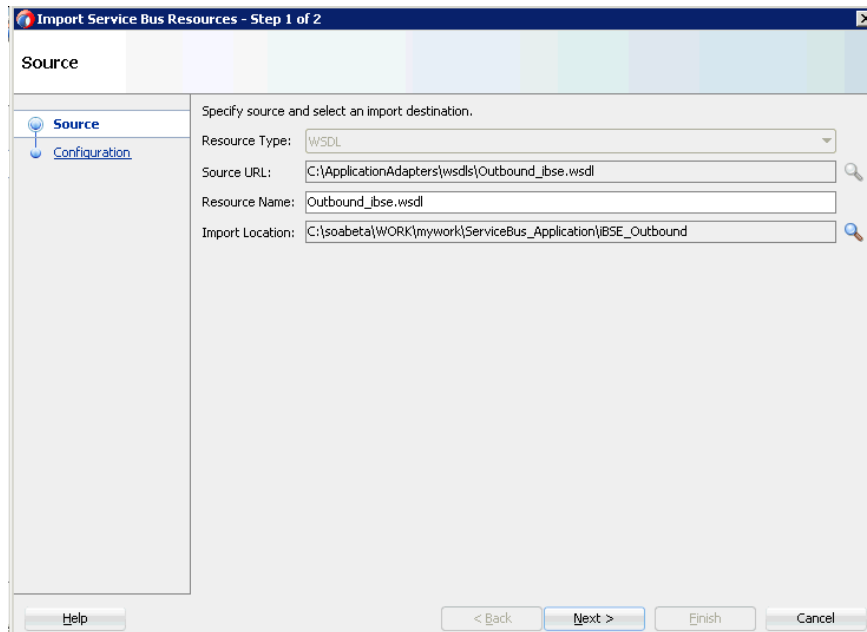 Import Service Bus Resources - Step 1 of 2
Source
Source
Configuration
Specify source and select an import destination.
Resource Type: WSDL
Source URL: C:\ApplicationAdapters\wsdls\Outbound_ibse.wsdl
Resource Name: Outbound_ibse.wsdl
Import Location: C:\soabeta\WORK\mywork\ServiceBus_Application\iBSE_Outbound
Help < Back Next > Finish Cancel